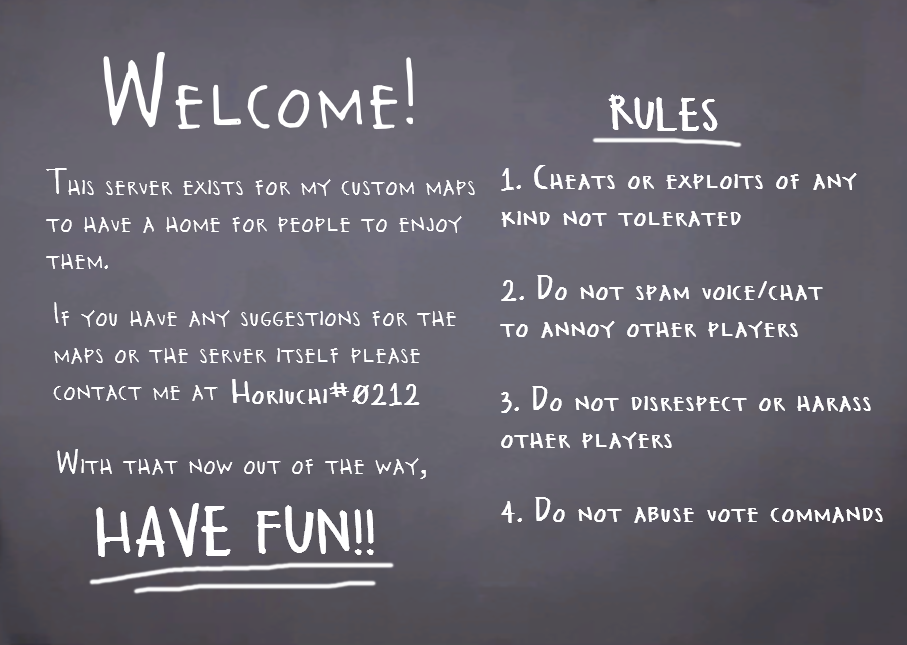 Welcome!
This server exists for my custom maps
to have a home for people to enjoy
them.
If you have any suggestions for the
maps or the server itself please
contact me at Horiuchi#0212
With that now out of the way,
HAVE FUN!!
RULES
1. Cheats or exploits of any
kind not tolerated
2. Do not spam voice/chat
to annoy other players
3. Do not disrespect or harass
other players
4. Do not abuse vote commands